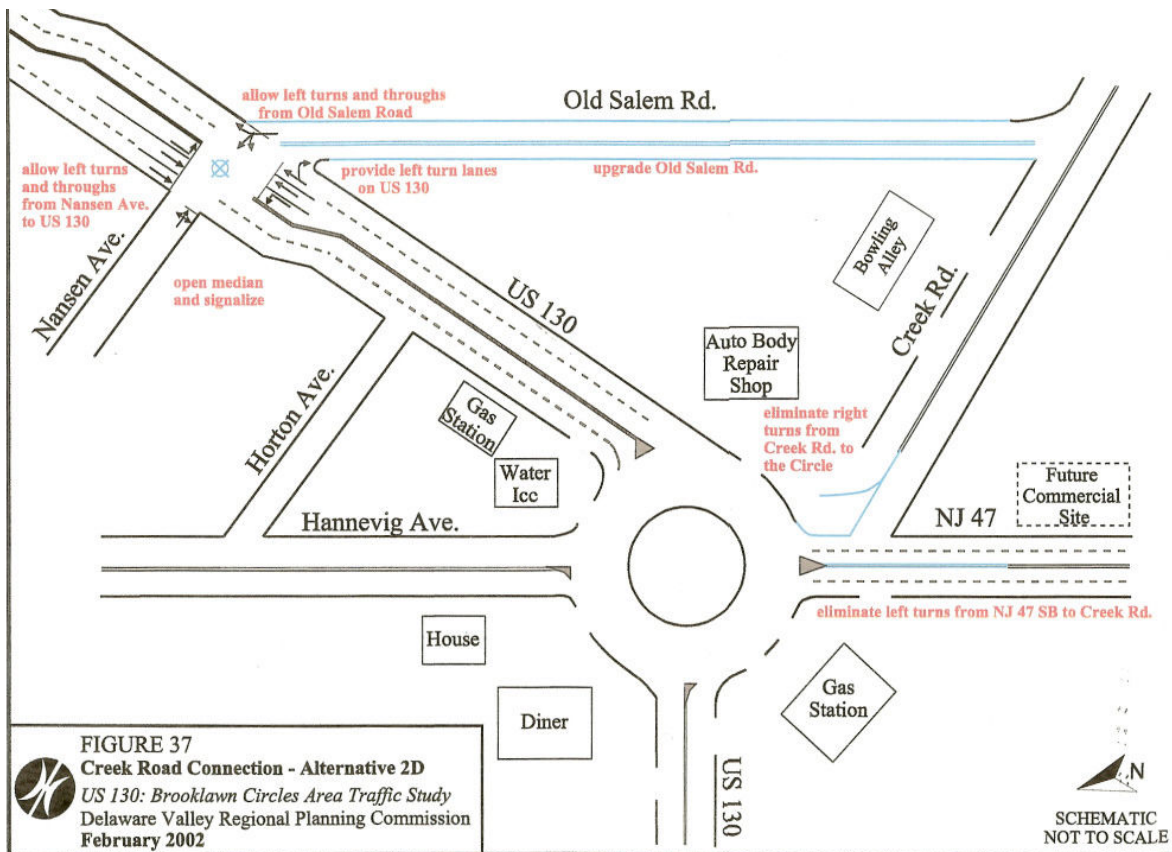 allow left turns and throughs
from Old Salem Road
Old Salem Rd.
allow left turns
and throughs
from Nansen Ave.
to US 130
provide left turn lanes
on US 130
upgrade Old Salem Rd.
Nansen Ave.
open median
and signalize
US 130
Bowling
Alley
Creek Rd.
Auto Body
Repair
Shop
Horton Ave.
Gas
Station
eliminate right
turns from
Creek Rd. to
the Circle
Water
Ice
Hannevig Ave.
NJ 47
Future
Commercial
Site
eliminate left turns from NJ 47 SB to Creek Rd.
House
Diner
Gas
Station
US 130
FIGURE 37
Creek Road Connection - Alternative 2D
US 130: Brooklawn Circles Area Traffic Study
Delaware Valley Regional Planning Commission
February 2002
N
SCHEMATIC
NOT TO SCALE